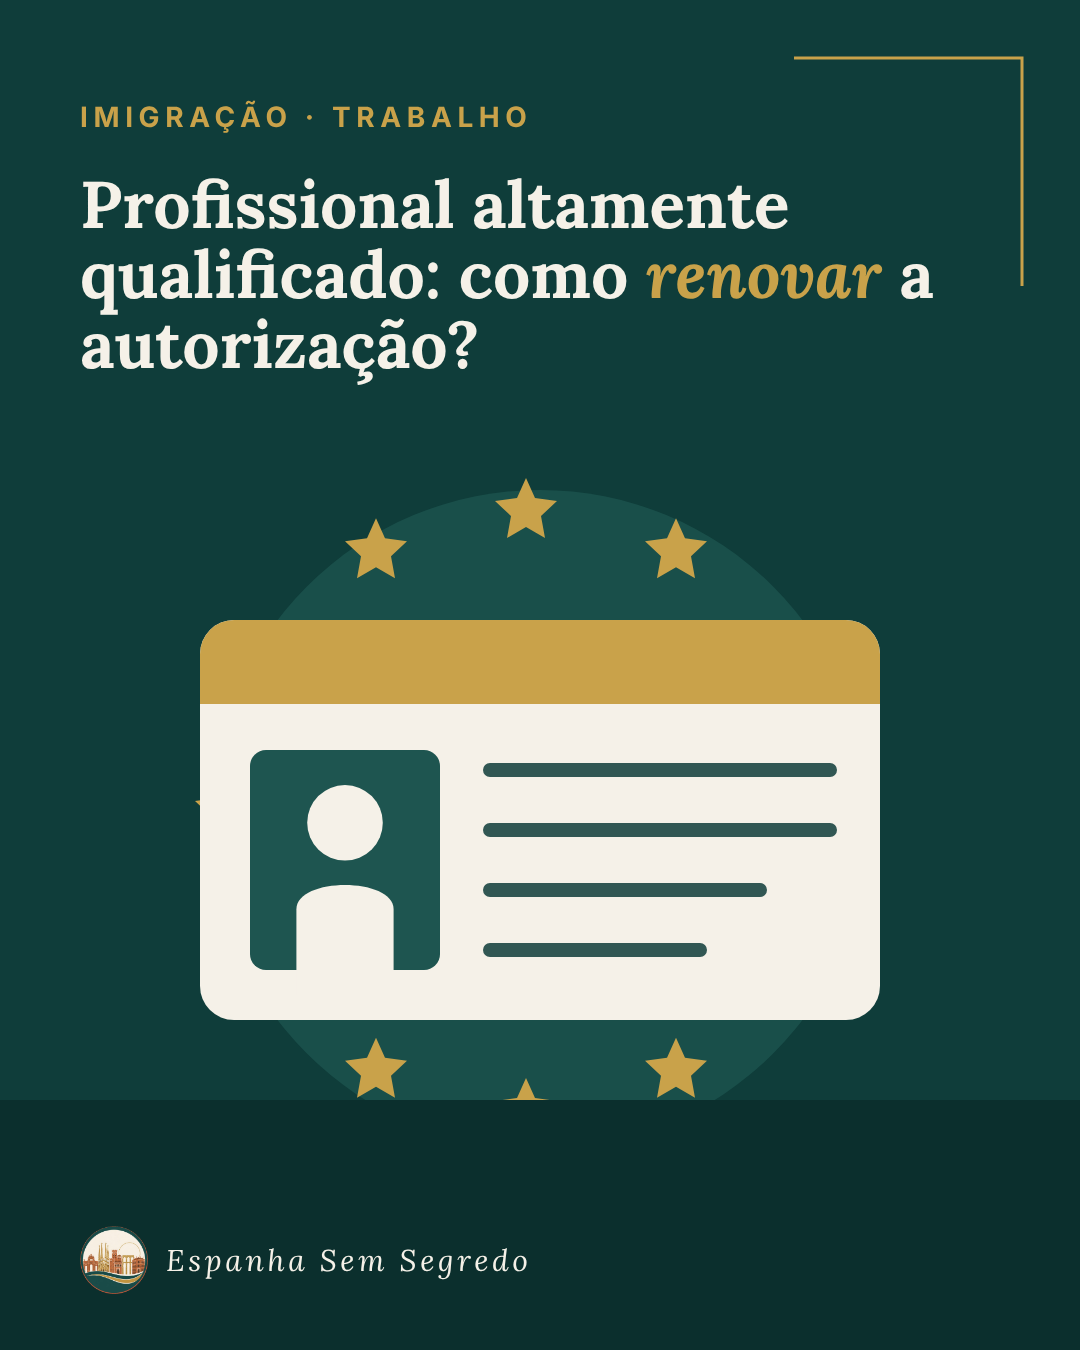 IMIGRAÇÃO · TRABALHO
Profissional altamente
qualificado: como renovar a
autorização?
Espanha Sem Segredo